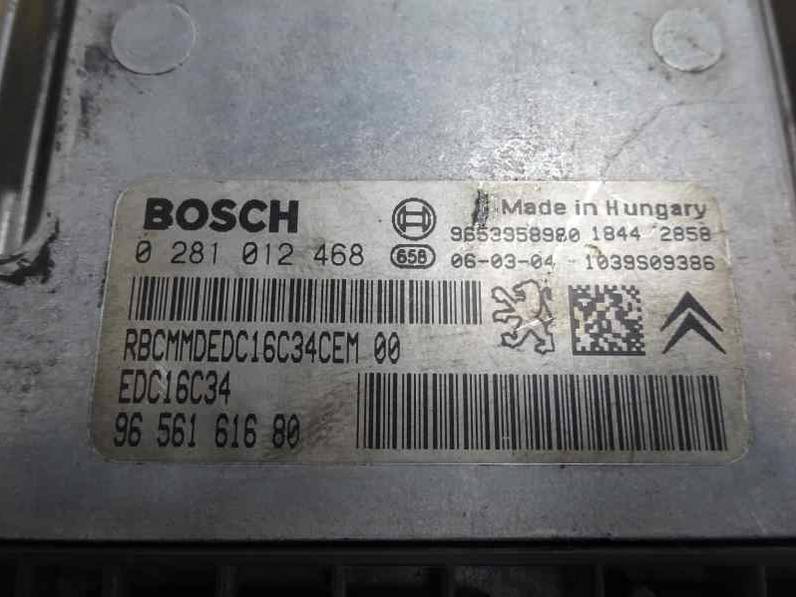 BOSCH
Made in Hungary
9653958980 1844 2858
0 281 012 468
658
06-03-04 - 1039S09386
RBCMMDEDC16C34CEM 00
EDC16C34
96 561 616 80